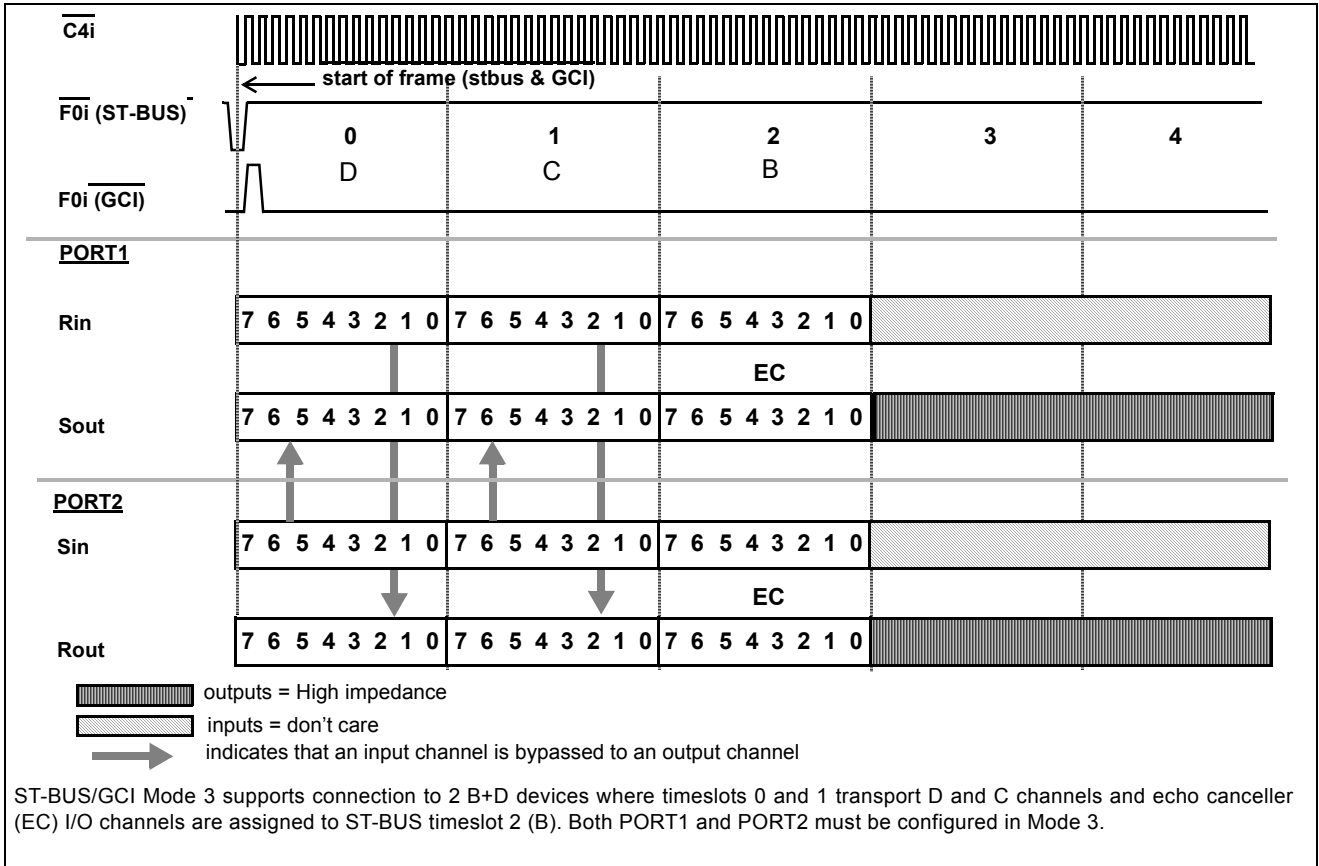 C4i
start of frame (stbus & GCI)
F0i (ST-BUS)
0 1 2 3 4
D C B
F0i (GCI)
PORT1
Rin 7 6 5 4 3 2 1 0 7 6 5 4 3 2 1 0 7 6 5 4 3 2 1 0
EC
Sout 7 6 5 4 3 2 1 0 7 6 5 4 3 2 1 0 7 6 5 4 3 2 1 0
PORT2
Sin 7 6 5 4 3 2 1 0 7 6 5 4 3 2 1 0 7 6 5 4 3 2 1 0
EC
Rout 7 6 5 4 3 2 1 0 7 6 5 4 3 2 1 0 7 6 5 4 3 2 1 0
outputs = High impedance
inputs = don't care
indicates that an input channel is bypassed to an output channel
ST-BUS/GCI Mode 3 supports connection to 2 B+D devices where timeslots 0 and 1 transport D and C channels and echo canceller
(EC) I/O channels are assigned to ST-BUS timeslot 2 (B). Both PORT1 and PORT2 must be configured in Mode 3.